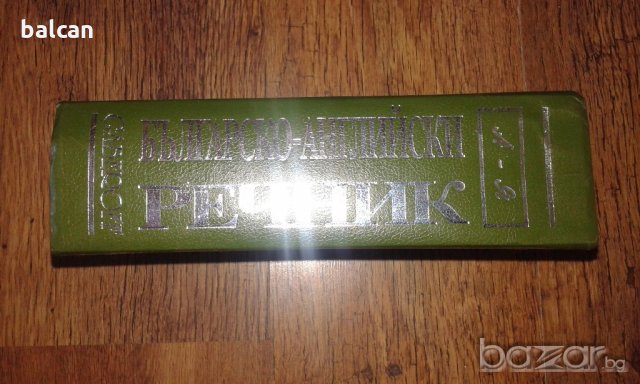 balcan
БЪЛГАРСКО-АНГЛИЙСКИ
РЕЧНИК
А - Я
bazar.bg